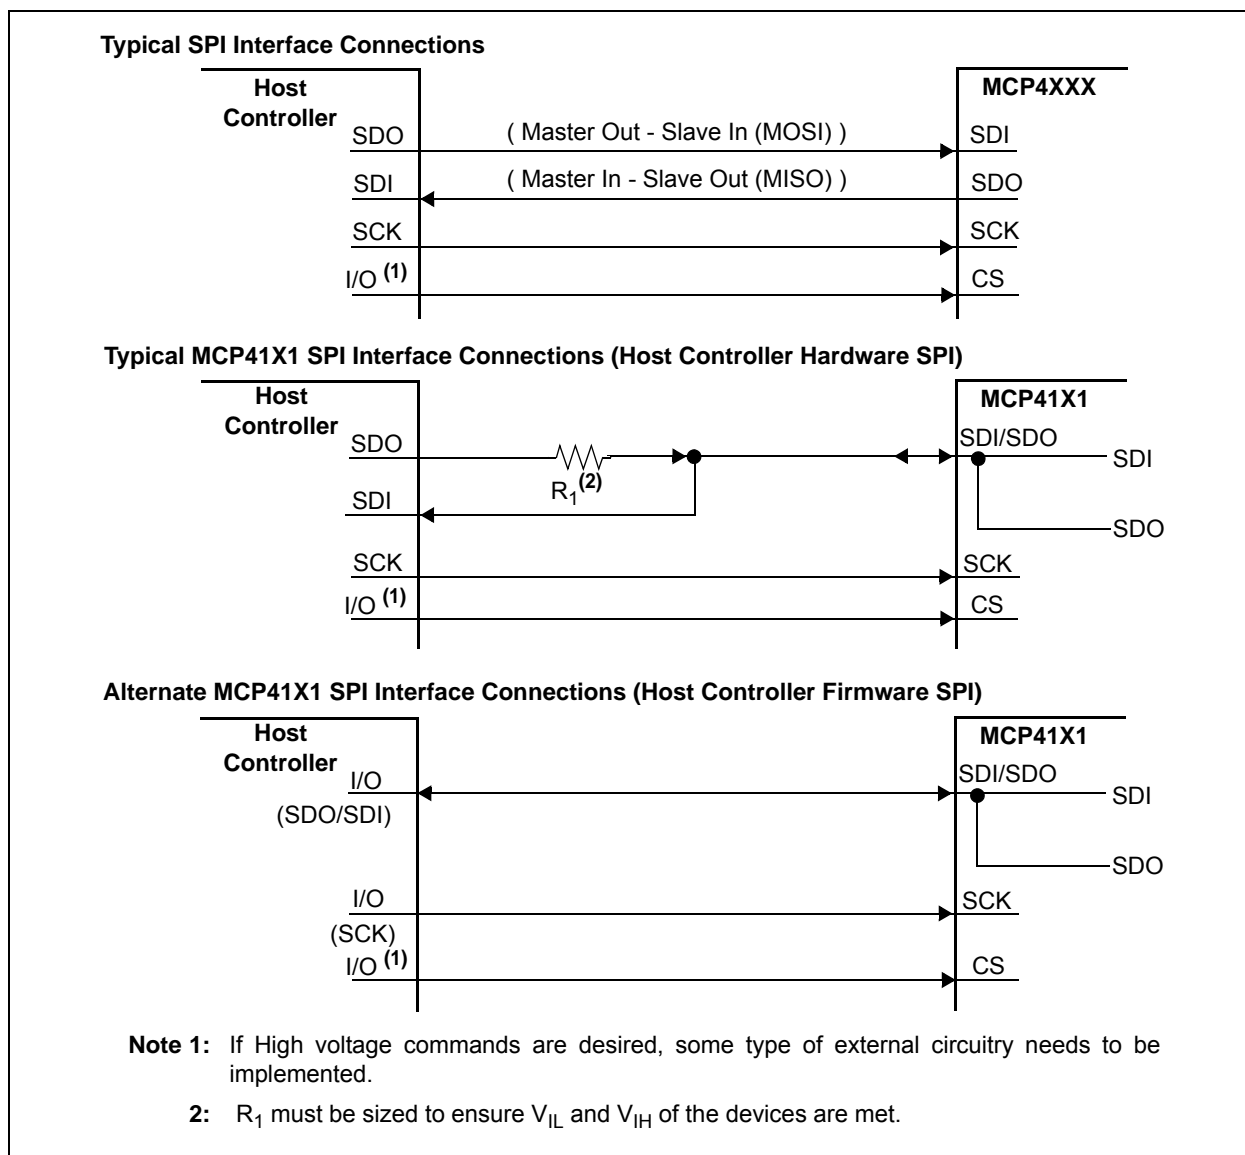 Typical SPI Interface Connections
Host
Controller
MCP4XXX
SDO
( Master Out - Slave In (MOSI) )
SDI
SDI
( Master In - Slave Out (MISO) )
SDO
SCK
SCK
I/O (1)
CS
Typical MCP41X1 SPI Interface Connections (Host Controller Hardware SPI)
Host
Controller
MCP41X1
SDO
SDI/SDO
SDI
R1(2)
SDI
SDO
SCK
SCK
I/O (1)
CS
Alternate MCP41X1 SPI Interface Connections (Host Controller Firmware SPI)
Host
Controller
MCP41X1
I/O
(SDO/SDI)
SDI/SDO
SDI
SDO
I/O
(SCK)
SCK
I/O (1)
CS
Note 1: If High voltage commands are desired, some type of external circuitry needs to be
implemented.
2: R1 must be sized to ensure VIL and VIH of the devices are met.